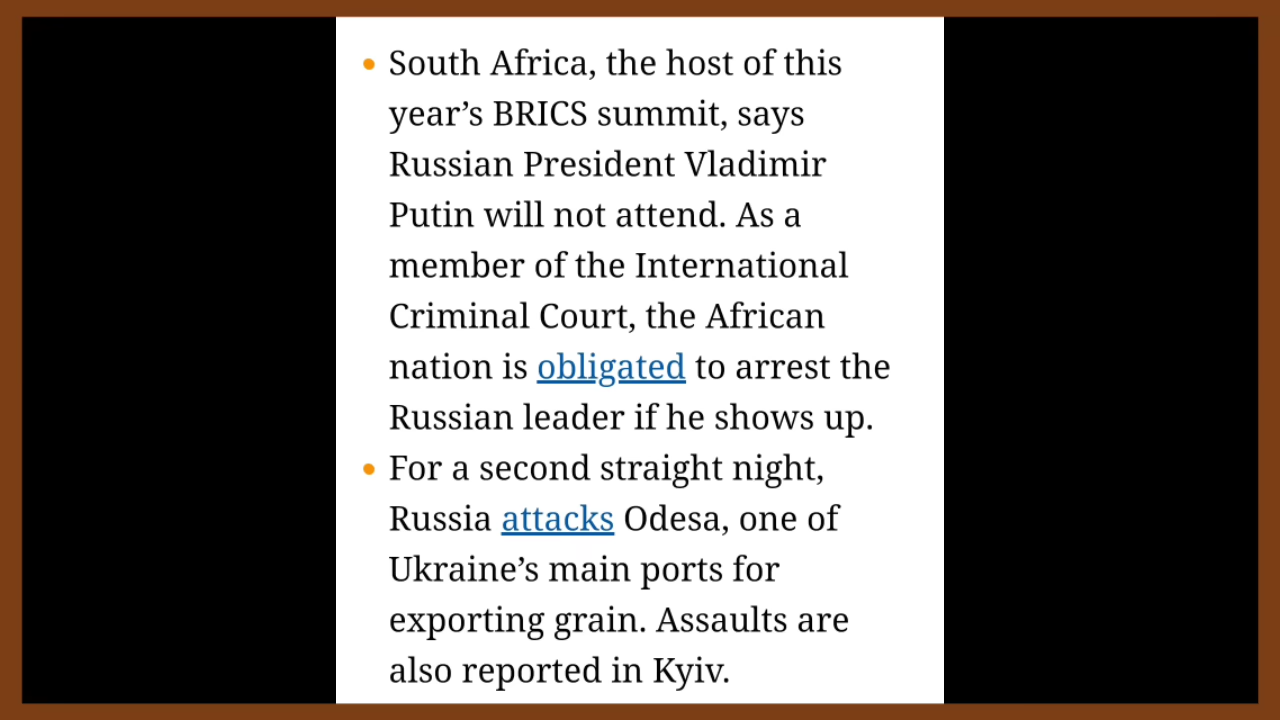 • South Africa, the host of this
year’s BRICS summit, says
Russian President Vladimir
Putin will not attend. As a
member of the International
Criminal Court, the African
nation is obligated to arrest the
Russian leader if he shows up.
• For a second straight night,
Russia attacks Odesa, one of
Ukraine’s main ports for
exporting grain. Assaults are
also reported in Kyiv.